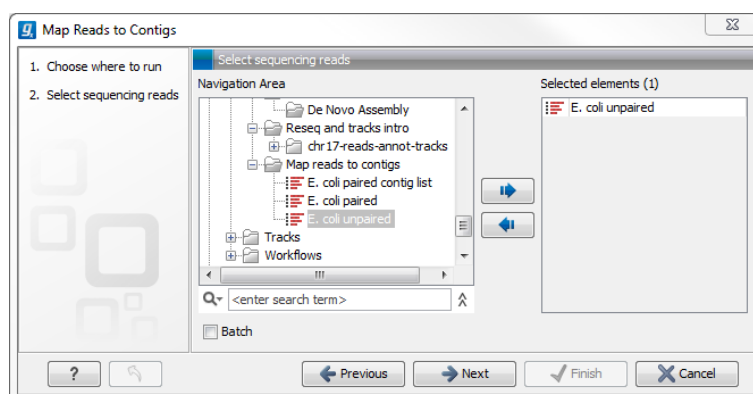 Map Reads to Contigs
1. Choose where to run
2. Select sequencing reads
Select sequencing reads
Navigation Area
De Novo Assembly
Reseq and tracks intro
chr17-reads-annot-tracks
Map reads to contigs
E. coli paired contig list
E. coli paired
E. coli unpaired
Tracks
Workflows
<enter search term>
Batch
Selected elements (1)
E. coli unpaired
?
Previous
Next
Finish
Cancel